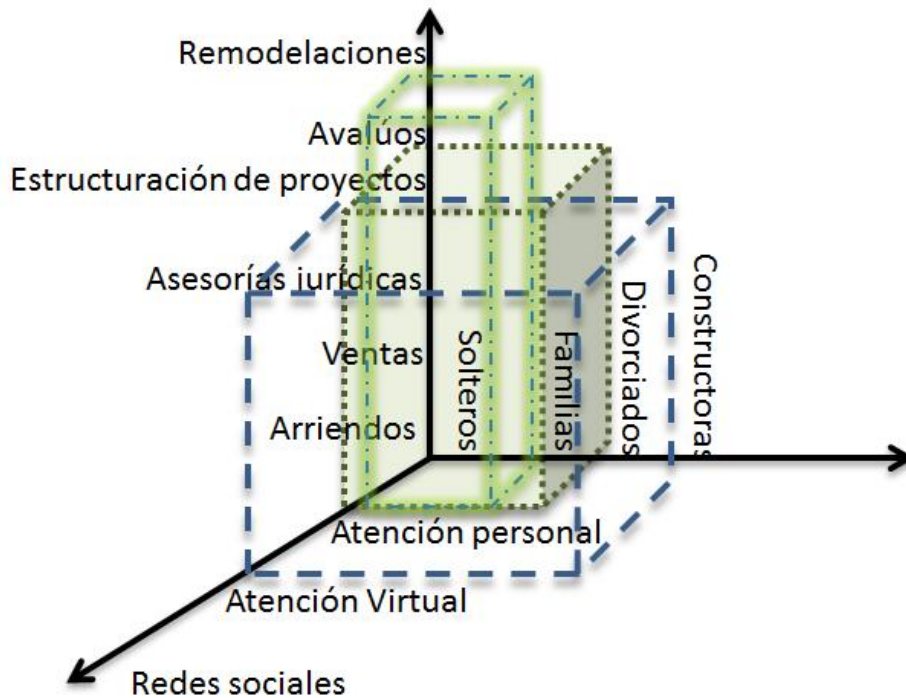 Remodelaciones
Avalúos
Estructuración de proyectos
Asesorías jurídicas
Ventas
Arriendos
Solteros
Familias
Divorciados
Constructoras
Atención personal
Atención Virtual
Redes sociales